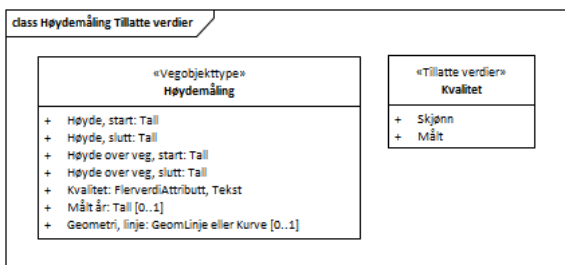 class Høydemåling Tillatte verdier
«Vegobjekttype»
Høydemåling
+ Høyde, start: Tall
+ Høyde, slutt: Tall
+ Høyde over veg, start: Tall
+ Høyde over veg, slutt: Tall
+ Kvalitet: FlerverdiAttributt, Tekst
+ Målt år: Tall [0..1]
+ Geometri, linje: GeomLinje eller Kurve [0..1]
«Tillatte verdier»
Kvalitet
+ Skjønn
+ Målt